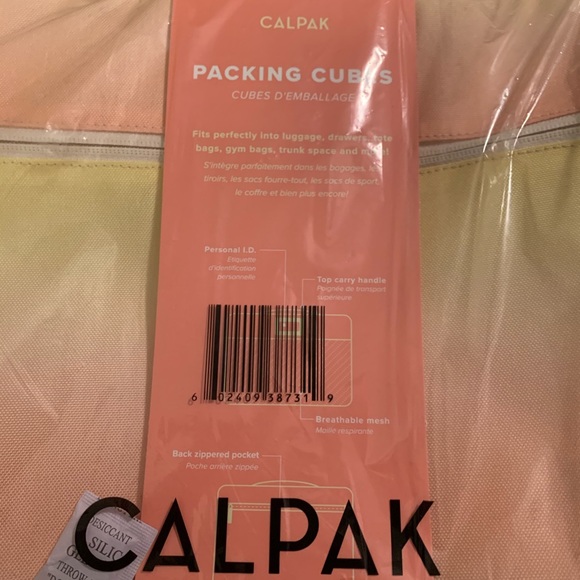 CALPAK
PACKING CUBES
CUBES D'EMBALLAGE
Fits perfectly into luggage, drawers, tote
bags, gym bags, trunk space and more!
S'intègre parfaitement dans les bagages, les
tiroirs, les sacs fourre-tout, les sacs de sport,
le coffre et bien plus encore!
Personal I.D.
Étiquette
d'identification
personnelle
Top carry handle
Poignée de transport
supérieure
6 02409 38731 9
Breathable mesh
Maille respirante
Back zippered pocket
Poche arrière zippée
DESICCANT
SILIC
THROW
CALPAK